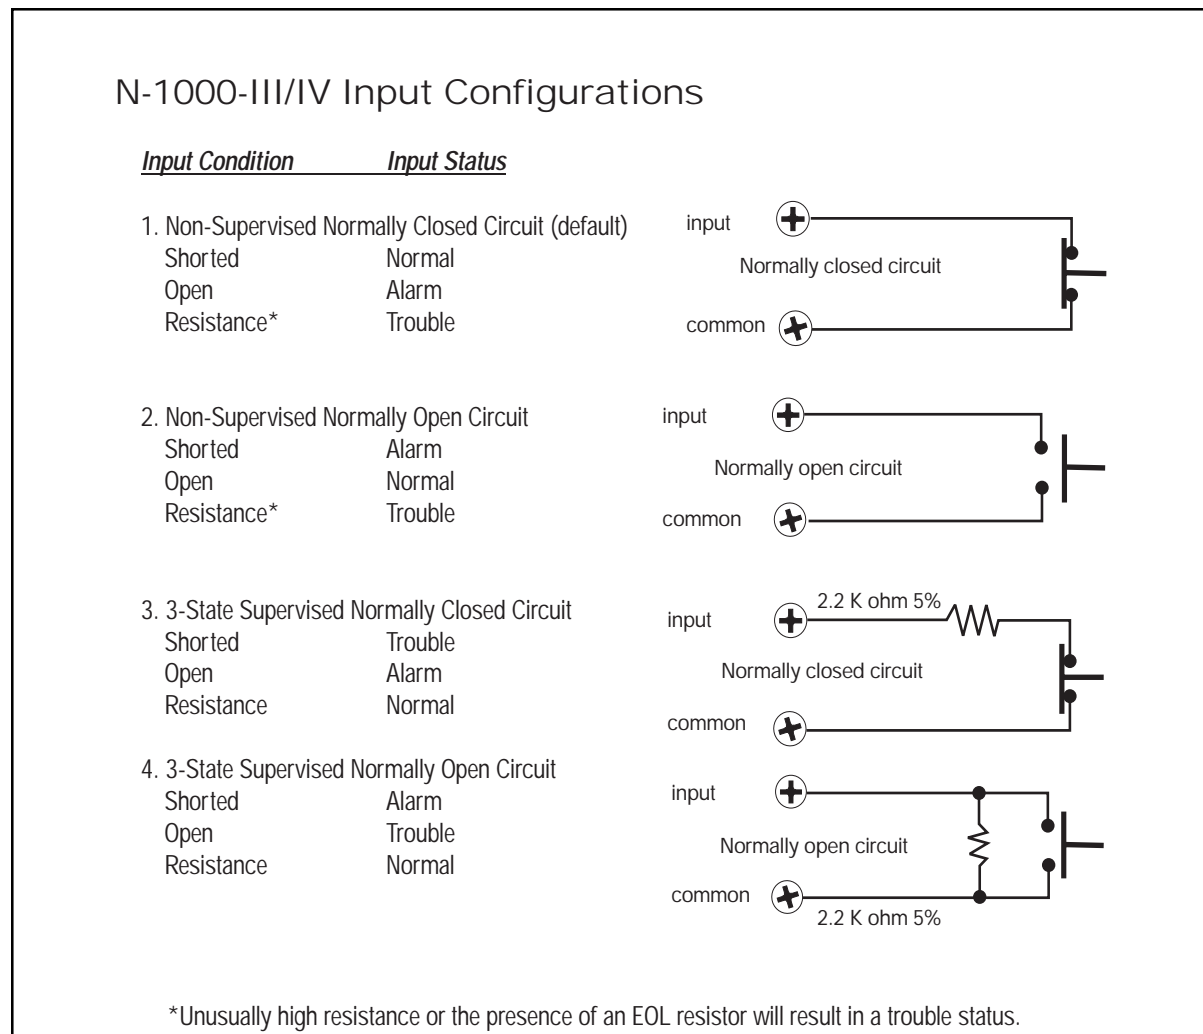 N-1000-III/IV Input Configurations
Input Condition Input Status
1. Non-Supervised Normally Closed Circuit (default)
Shorted Normal
Open Alarm
Resistance* Trouble
input
Normally closed circuit
common
2. Non-Supervised Normally Open Circuit
Shorted Alarm
Open Normal
Resistance* Trouble
input
Normally open circuit
common
3. 3-State Supervised Normally Closed Circuit
Shorted Trouble
Open Alarm
Resistance Normal
2.2 K ohm 5%
input
Normally closed circuit
common
4. 3-State Supervised Normally Open Circuit
Shorted Alarm
Open Trouble
Resistance Normal
input
Normally open circuit
common
2.2 K ohm 5%
*Unusually high resistance or the presence of an EOL resistor will result in a trouble status.